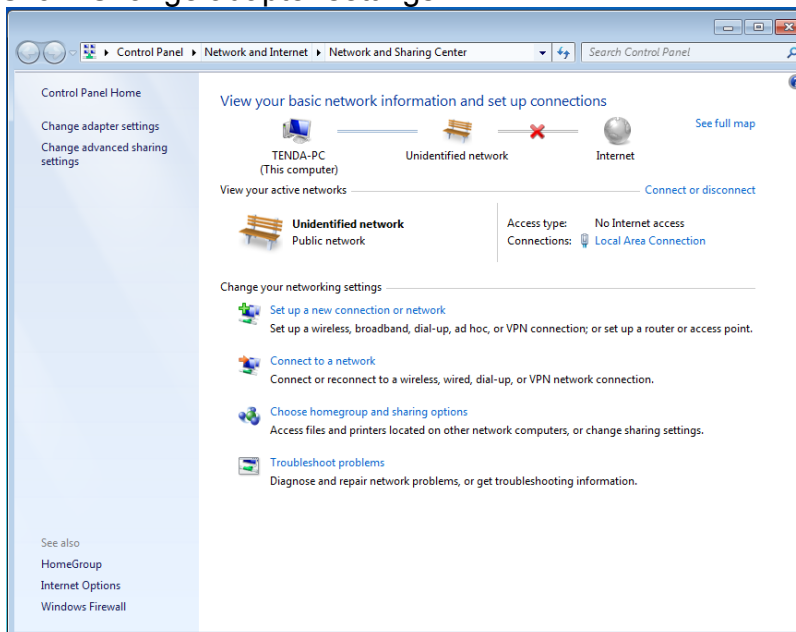 Control Panel ▸ Network and Internet ▸ Network and Sharing Center
Search Control Panel
Control Panel Home
Change adapter settings
Change advanced sharing
settings
View your basic network information and set up connections
See full map
TENDA-PC
(This computer)
Unidentified network
Internet
View your active networks
Connect or disconnect
Unidentified network
Public network
Access type: No Internet access
Connections: Local Area Connection
Change your networking settings
Set up a new connection or network
Set up a wireless, broadband, dial-up, ad hoc, or VPN connection; or set up a router or access point.
Connect to a network
Connect or reconnect to a wireless, wired, dial-up, or VPN network connection.
Choose homegroup and sharing options
Access files and printers located on other network computers, or change sharing settings.
Troubleshoot problems
Diagnose and repair network problems, or get troubleshooting information.
See also
HomeGroup
Internet Options
Windows Firewall